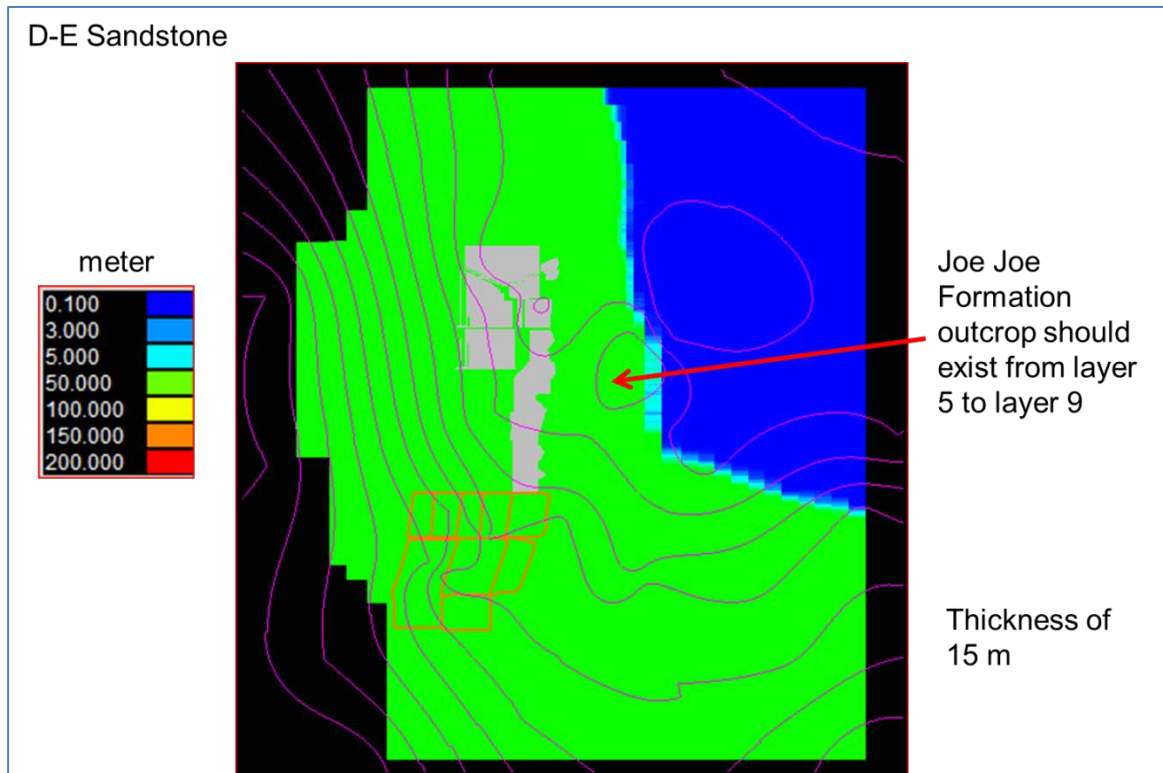 D-E Sandstone
meter
0.100
3.000
5.000
50.000
100.000
150.000
200.000
Joe Joe
Formation
outcrop should
exist from layer
5 to layer 9
Thickness of
15 m